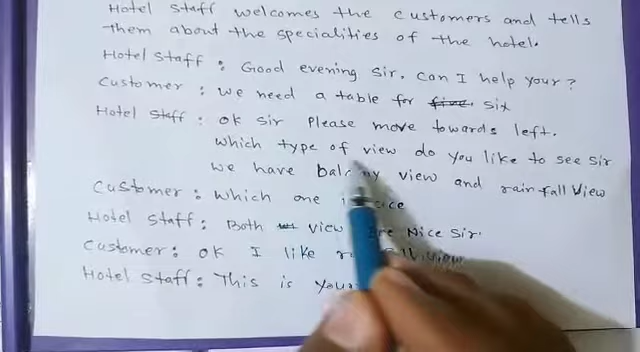 Hotel staff welcomes the customers and tells
them about the specialities of the hotel.
Hotel staff : Good evening sir. Can I help your?
Customer : We need a table for six
Hotel staff : ok sir Please move towards left.
Which type of view do you like to see sir
We have view and rainfall view
Customer : Which one
Hotel staff : Both view Nice Sir.
Customer : ok I like
Hotel staff : This is